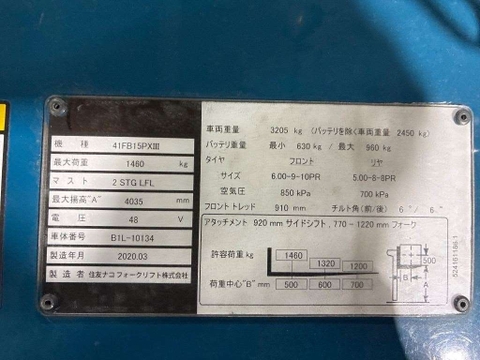 機 種 41FB15PXⅢ
最大荷重 1460 kg
マスト 2 STG LFL
最大揚高"A" 4035 mm
電 圧 48 V
車体番号 B1L-10134
製造年月 2020.03
製 造 者 住友ナコフォークリフト株式会社
車両重量 3205 kg (バッテリを除く車両重量 2450 kg)
バッテリ重量 最小 630 kg / 最大 960 kg
タイヤ フロント リヤ
サイズ 6.00-9-10PR 5.00-8-8PR
空気圧 850 kPa 700 kPa
フロントトレッド 910 mm チルト角(前/後) 6°/ 6°
アタッチメント 920 mm サイドシフト, 770-1220 mm フォーク
許容荷重 kg 1460 1320 1200
荷重中心"B" mm 500 600 700
500
B
A
524161186.1